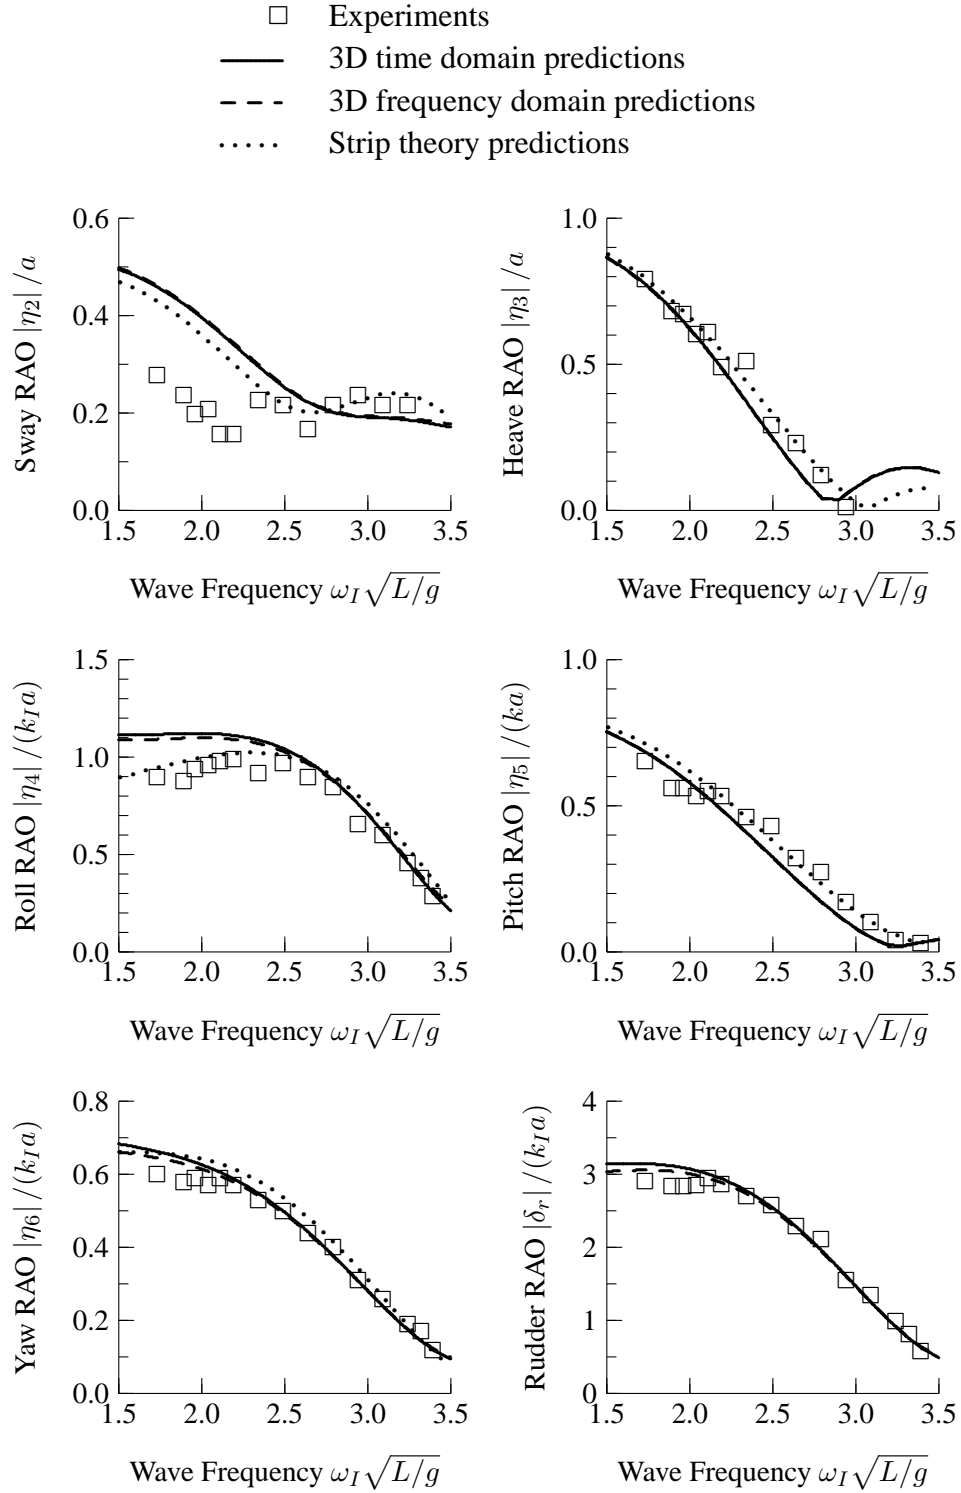 Experiments
3D time domain predictions
3D frequency domain predictions
Strip theory predictions
Sway RAO |η2|/a
0.6
0.4
0.2
0.0
1.5 2.0 2.5 3.0 3.5
Wave Frequency ωI√L/g
Heave RAO |η3|/a
1.0
0.5
0.0
1.5 2.0 2.5 3.0 3.5
Wave Frequency ωI√L/g
Roll RAO |η4|/(kIa)
1.5
1.0
0.5
0.0
1.5 2.0 2.5 3.0 3.5
Wave Frequency ωI√L/g
Pitch RAO |η5|/(ka)
1.0
0.5
0.0
1.5 2.0 2.5 3.0 3.5
Wave Frequency ωI√L/g
Yaw RAO |η6|/(kIa)
0.8
0.6
0.4
0.2
0.0
1.5 2.0 2.5 3.0 3.5
Wave Frequency ωI√L/g
Rudder RAO |δr|/(kIa)
4
3
2
1
0
1.5 2.0 2.5 3.0 3.5
Wave Frequency ωI√L/g